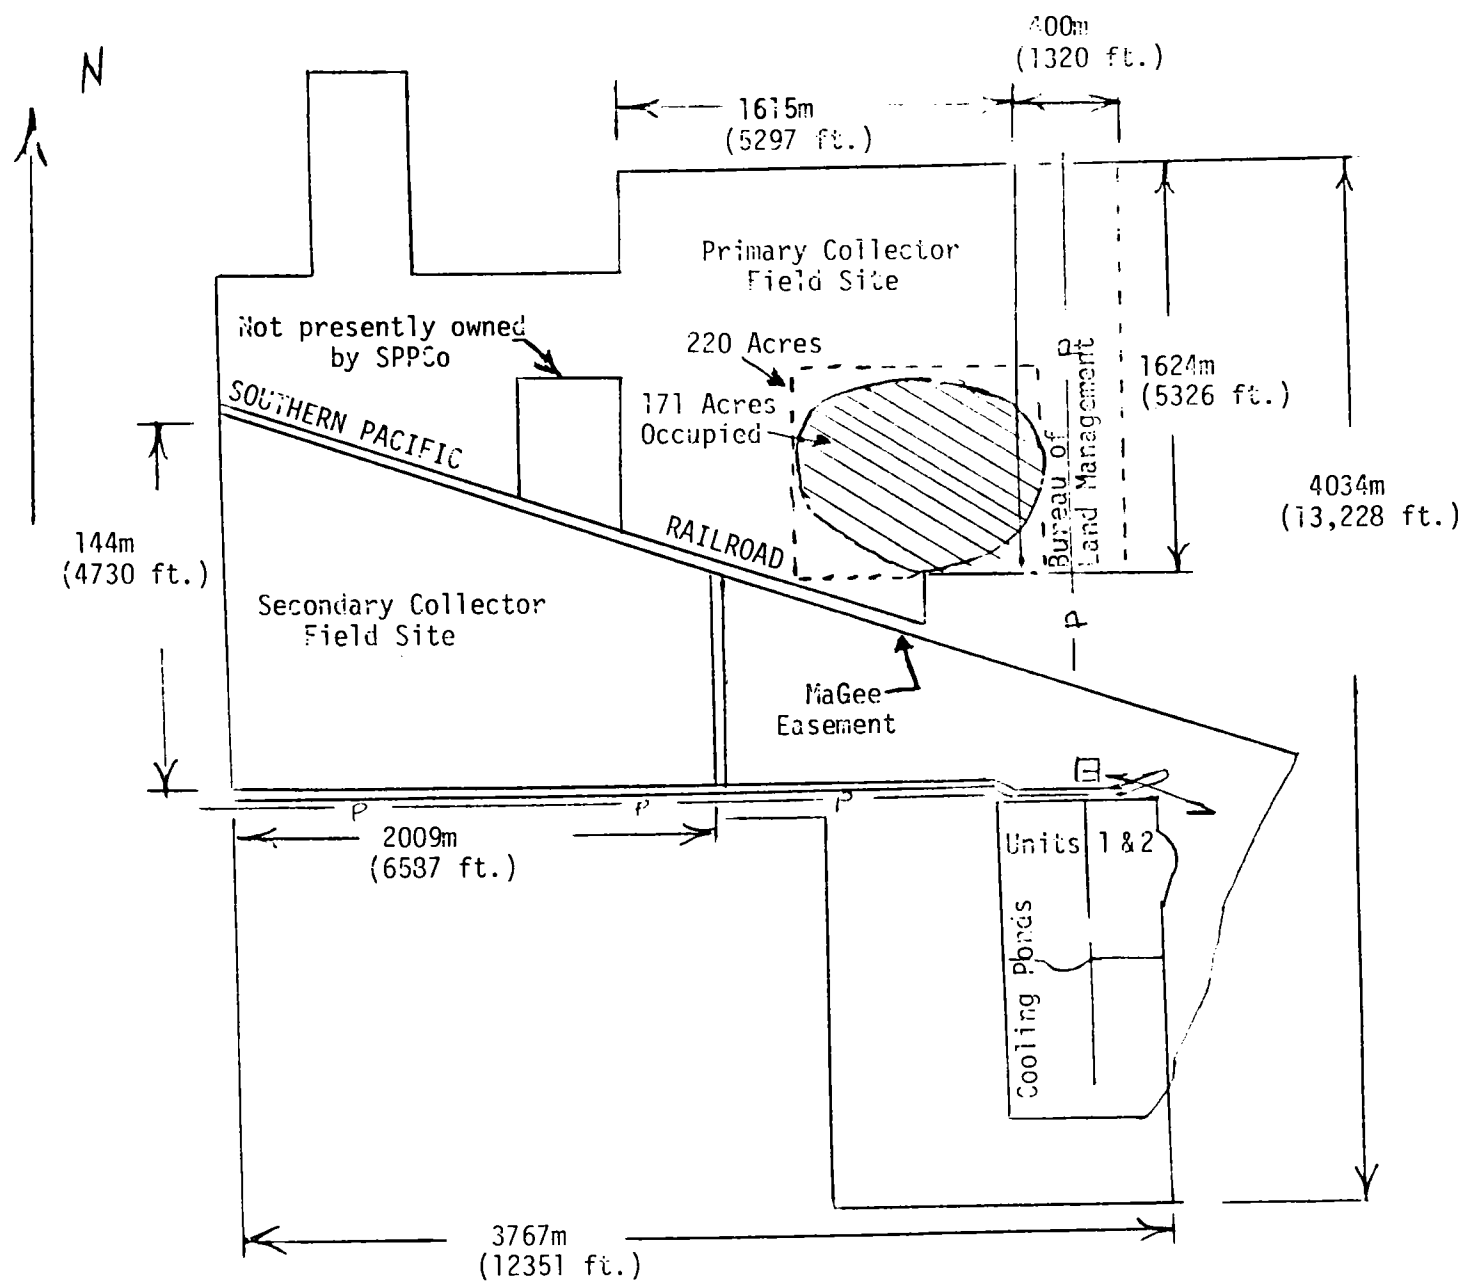 N
400m
(1320 ft.)
1615m
(5297 ft.)
Primary Collector
Field Site
Not presently owned
by SPPCo
220 Acres
171 Acres
Occupied
SOUTHERN PACIFIC
RAILROAD
P
Bureau of
Land Management
P
1624m
(5326 ft.)
4034m
(13,228 ft.)
144m
(4730 ft.)
Secondary Collector
Field Site
MaGee
Easement
P P P
2009m
(6587 ft.)
Units 1 & 2
Cooling Ponds
3767m
(12351 ft.)